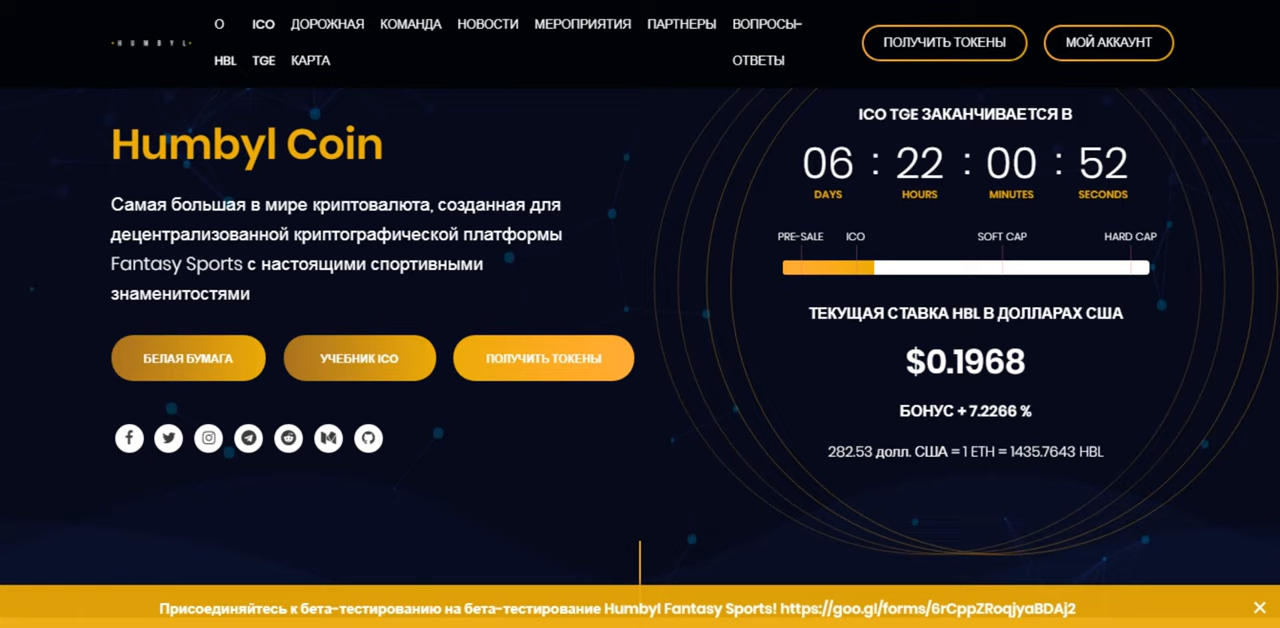 О ICO ДОРОЖНАЯ КОМАНДА НОВОСТИ МЕРОПРИЯТИЯ ПАРТНЕРЫ ВОПРОСЫ-
HBL TGE КАРТА ОТВЕТЫ
HUMBYL
ПОЛУЧИТЬ ТОКЕНЫ
МОЙ АККАУНТ
Humbyl Coin
Самая большая в мире криптовалюта, созданная для
децентрализованной криптографической платформы
Fantasy Sports с настоящими спортивными
знаменитостями
БЕЛАЯ БУМАГА
УЧЕБНИК ICO
ПОЛУЧИТЬ ТОКЕНЫ
ICO TGE ЗАКАНЧИВАЕТСЯ В
06 : 22 : 00 : 52
DAYS HOURS MINUTES SECONDS
PRE-SALE ICO SOFT CAP HARD CAP
ТЕКУЩАЯ СТАВКА HBL В ДОЛЛАРАХ США
$0.1968
БОНУС + 7.2266 %
282.53 долл. США = 1 ETH = 1435.7643 HBL
Присоединяйтесь к бета-тестированию на бета-тестирование Humbyl Fantasy Sports! https://goo.gl/forms/6rCppZRoqjyaBDAj2